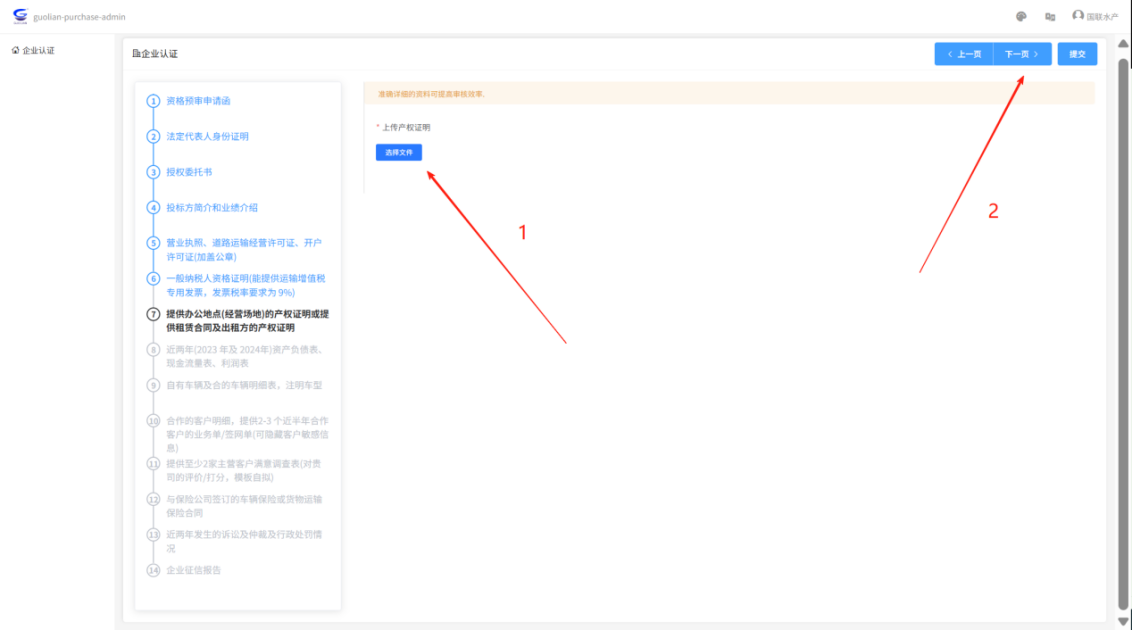 guolian-purchase-admin
国联水产
企业认证
企业认证
上一页
下一页
提交
1 资格预审申请函
2 法定代表人身份证明
3 授权委托书
4 投标方简介和业绩介绍
5 营业执照、道路运输经营许可证、开户
许可证(加盖公章)
6 一般纳税人资格证明(能提供运输增值税
专用发票，发票税率要求为 9%)
7 提供办公地点(经营场地)的产权证明或提
供租赁合同及出租方的产权证明
8 近两年(2023 年及 2024年)资产负债表、
现金流量表、利润表
9 自有车辆及合的车辆明细表，注明车型
10 合作的客户明细，提供2-3 个近半年合作
客户的业务单/签网单(可隐藏客户敏感信
息)
11 提供至少2家主营客户满意调查表(对贵
司的评价/打分，模板自拟)
12 与保险公司签订的车辆保险或货物运输
保险合同
13 近两年发生的诉讼及仲裁及行政处罚情
况
14 企业征信报告
准确详细的资料可提高审核效率。
* 上传产权证明
选择文件
1
2